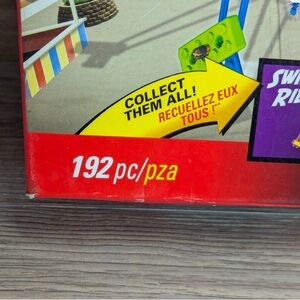 COLLECT
THEM ALL!
RECUEILLEZ EUX
TOUS !
192 pc/pza